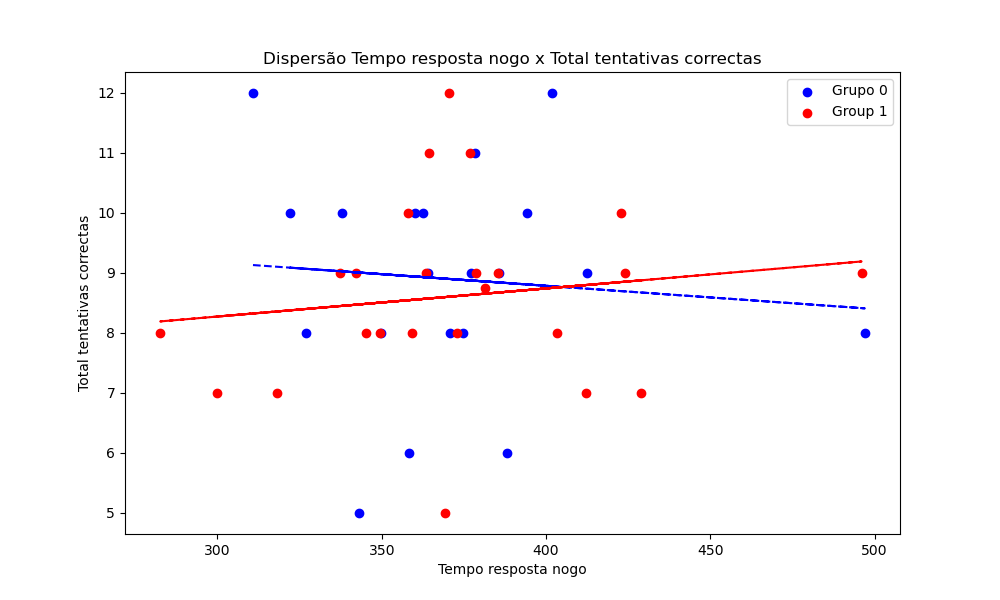 Dispersão Tempo resposta nogo x Total tentativas correctas
Grupo 0
Group 1
Total tentativas correctas
12
11
10
9
8
7
6
5
300
350
400
450
500
Tempo resposta nogo